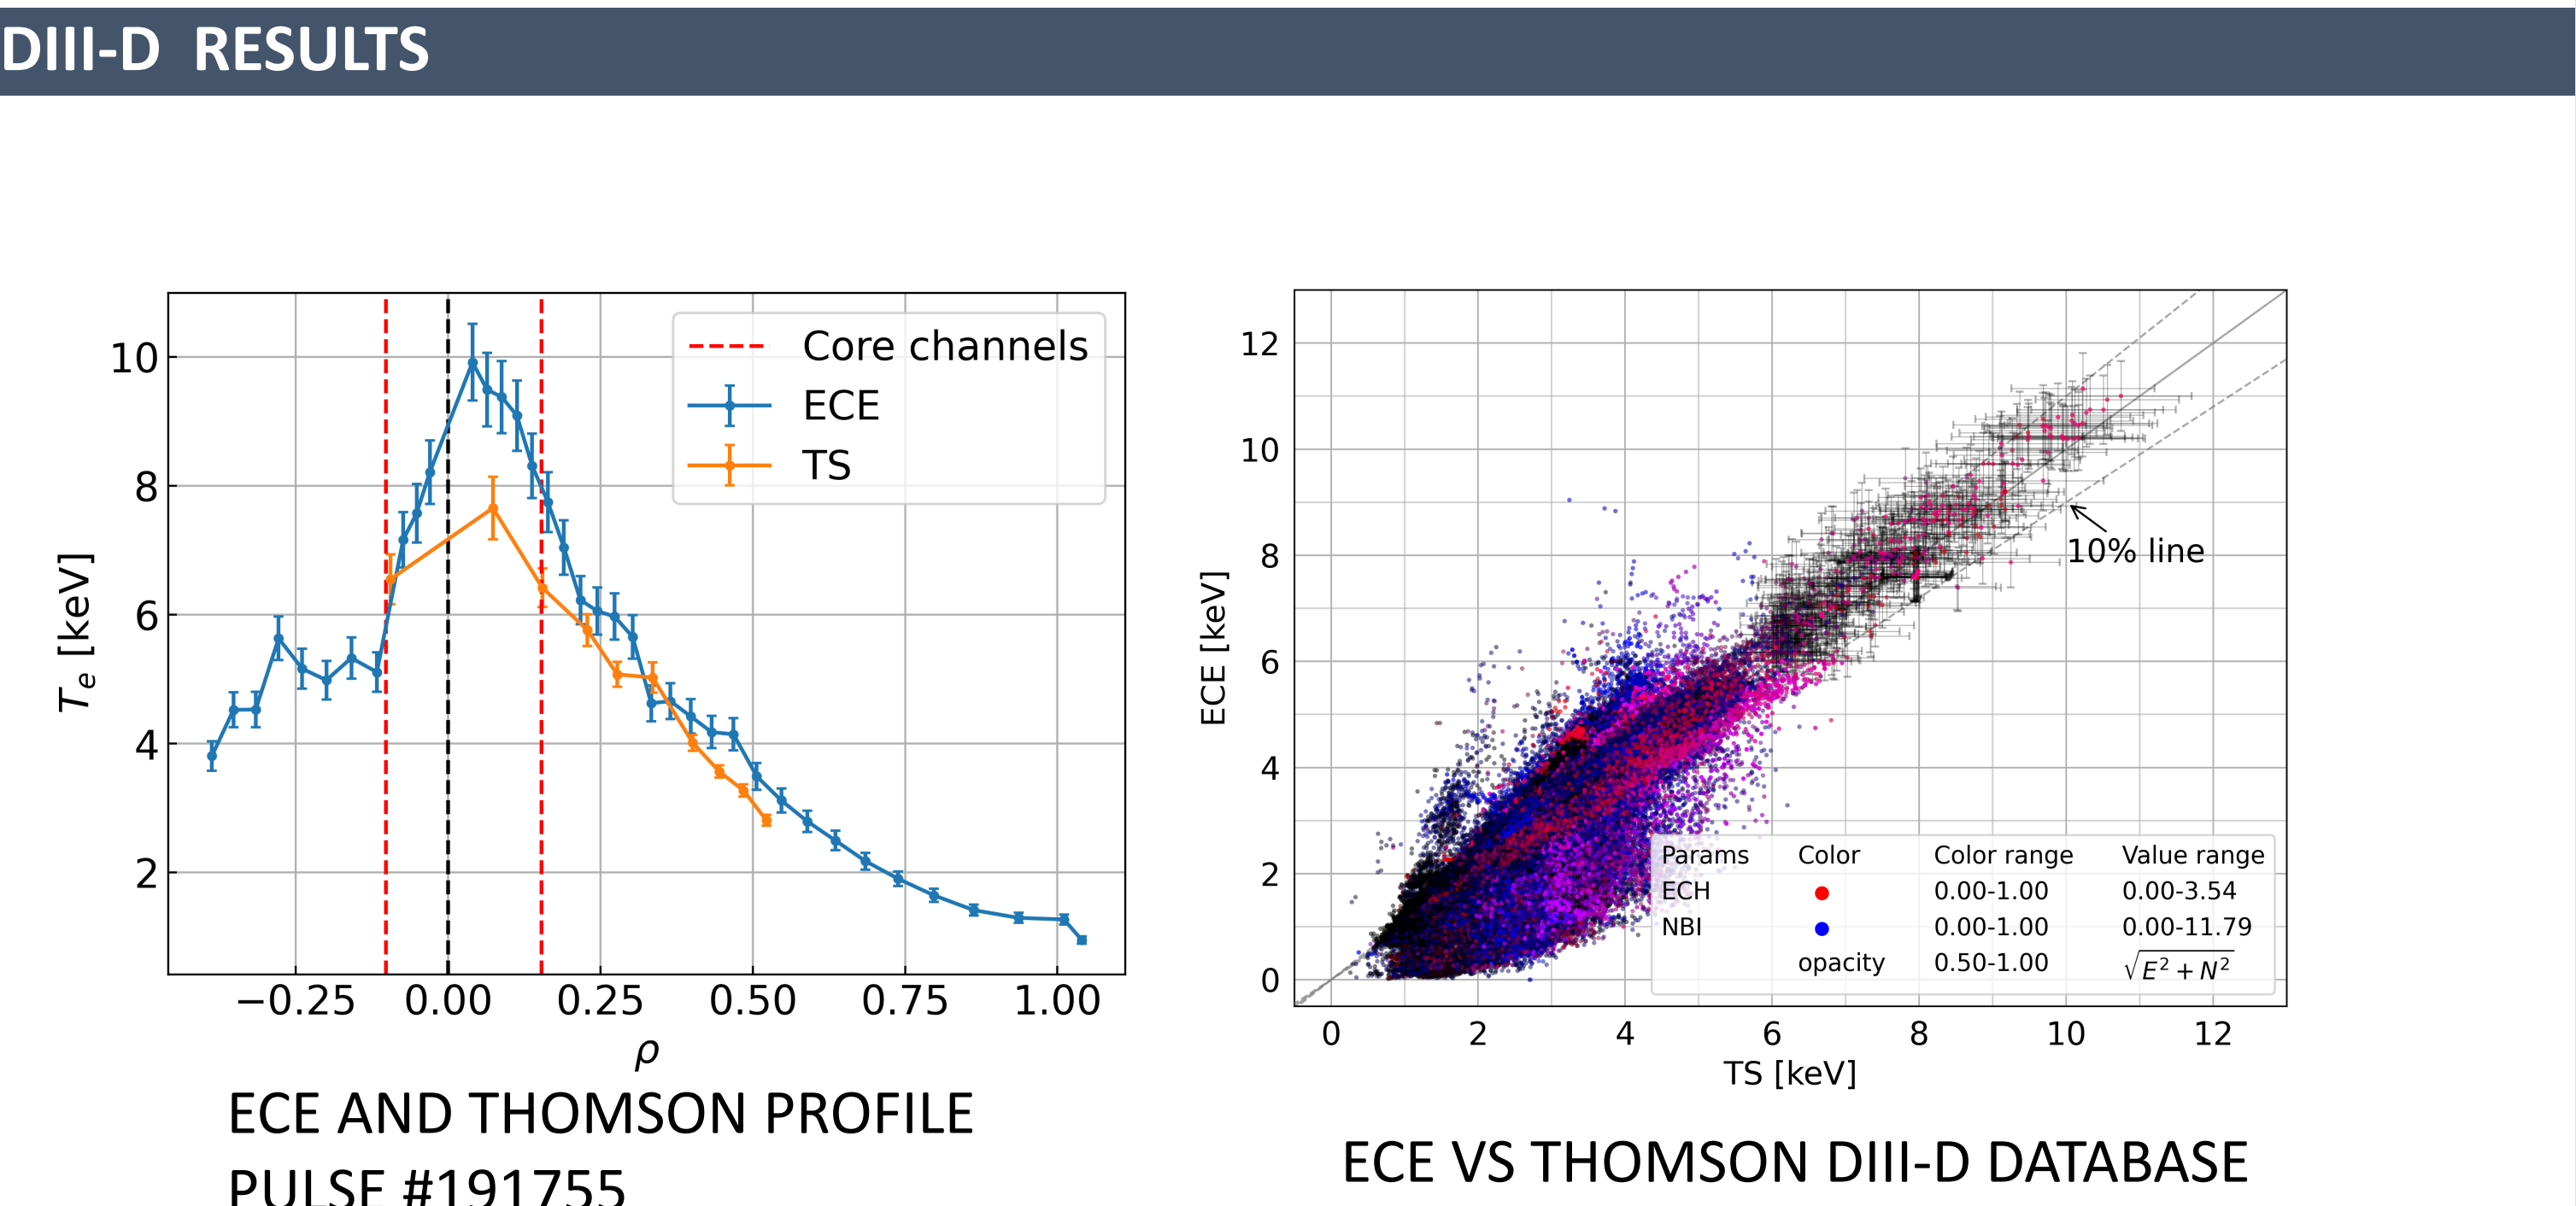 DIII-D RESULTS
10
8
6
4
2
T_e [keV]
Core channels
ECE
TS
−0.25 0.00 0.25 0.50 0.75 1.00
ρ
ECE AND THOMSON PROFILE
PULSE #191755
12
10
8
6
4
2
0
ECE [keV]
10% line
Params Color Color range Value range
ECH 0.00-1.00 0.00-3.54
NBI 0.00-1.00 0.00-11.79
opacity 0.50-1.00 √E² + N²
0 2 4 6 8 10 12
TS [keV]
ECE VS THOMSON DIII-D DATABASE